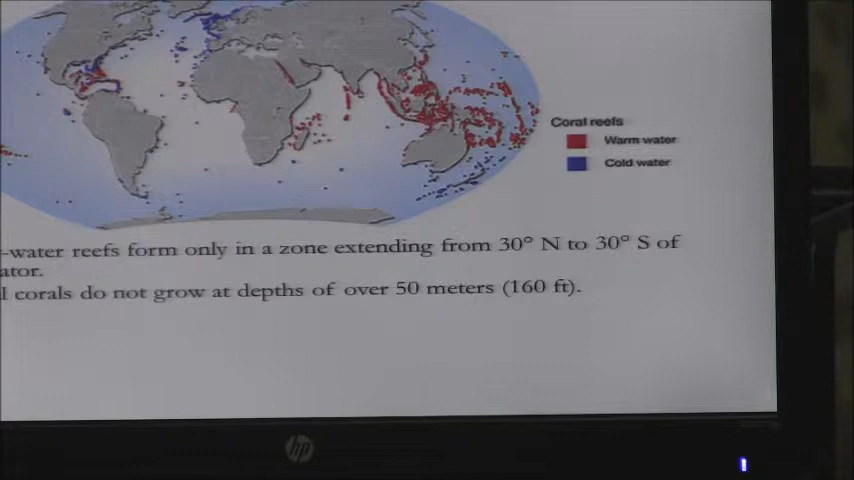 Coral reefs
Warm water
Cold water
-water reefs form only in a zone extending from 30° N to 30° S of
ator.
l corals do not grow at depths of over 50 meters (160 ft).
hp